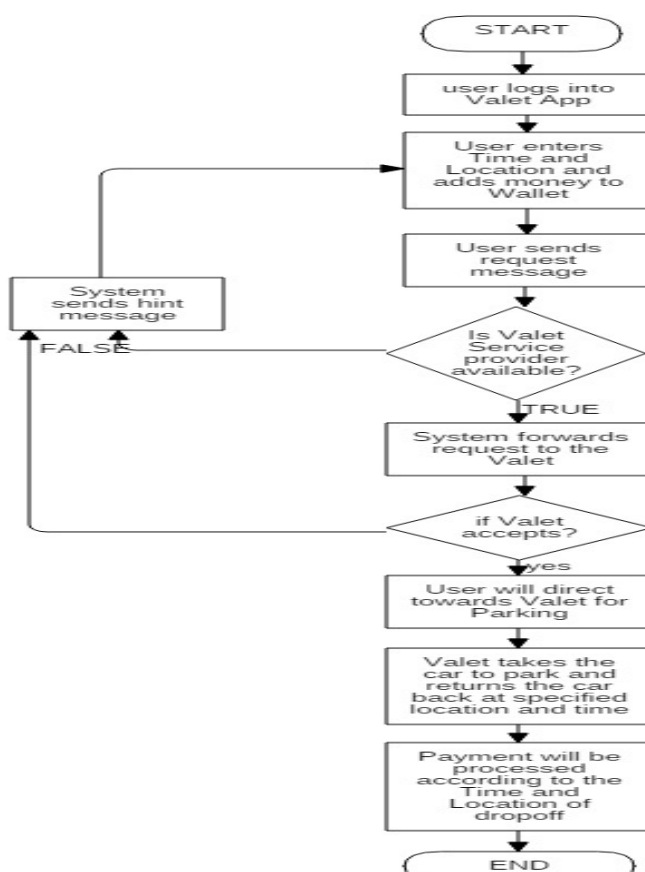 START
user logs into
Valet App
User enters
Time and
Location and
adds money to
Wallet
User sends
request
message
System
sends hint
message
FALSE
Is Valet
Service
provider
available?
TRUE
System forwards
request to the
Valet
if Valet
accepts?
yes
User will direct
towards Valet for
Parking
Valet takes the
car to park and
returns the car
back at specified
location and time
Payment will be
processed
according to the
Time and
Location of
dropoff
END